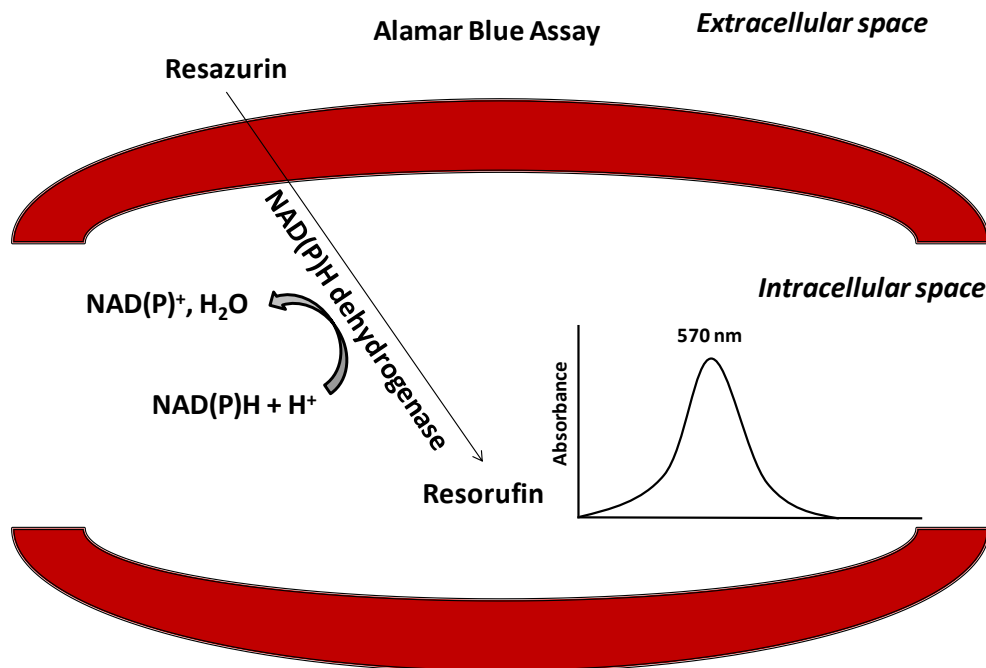 Alamar Blue Assay
Extracellular space
Resazurin
NAD(P)H dehydrogenase
NAD(P)⁺, H₂O
NAD(P)H + H⁺
Intracellular space
570 nm
Absorbance
Resorufin